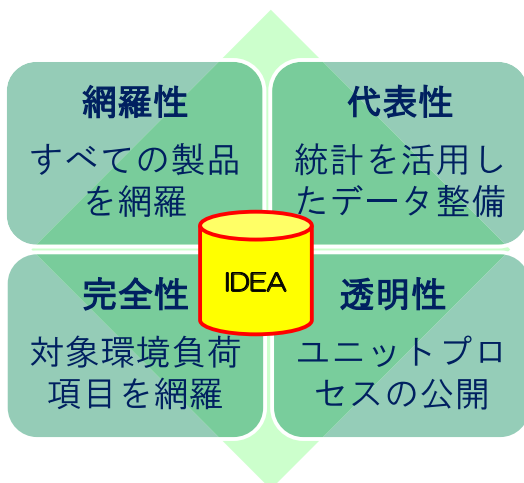 網羅性
すべての製品
を網羅
代表性
統計を活用し
たデータ整備
IDEA
完全性
対象環境負荷
項目を網羅
透明性
ユニットプロ
セスの公開